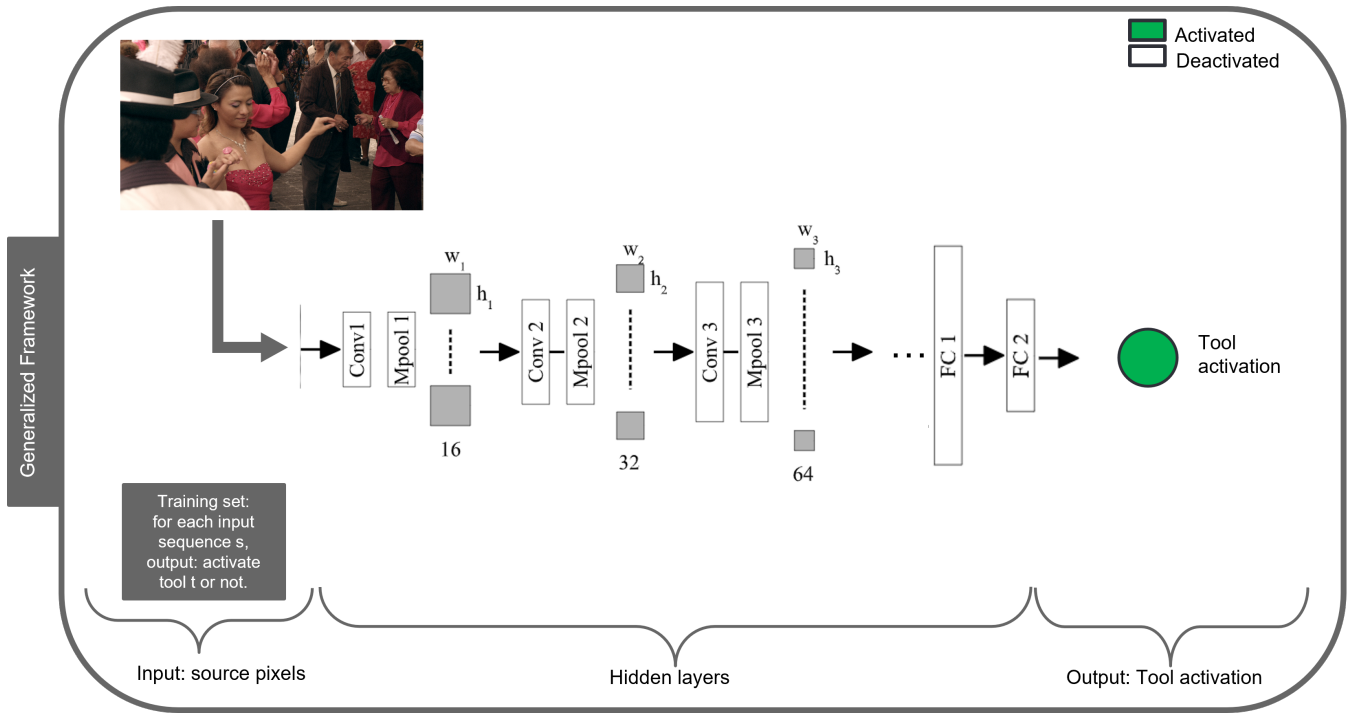 Activated
Deactivated
Generalized Framework
w1
h1
w2
h2
w3
h3
Conv1
Mpool 1
Conv 2
Mpool 2
Conv 3
Mpool 3
...
FC 1
FC 2
Tool
activation
16
32
64
Training set:
for each input
sequence s,
output: activate
tool t or not.
Input: source pixels
Hidden layers
Output: Tool activation